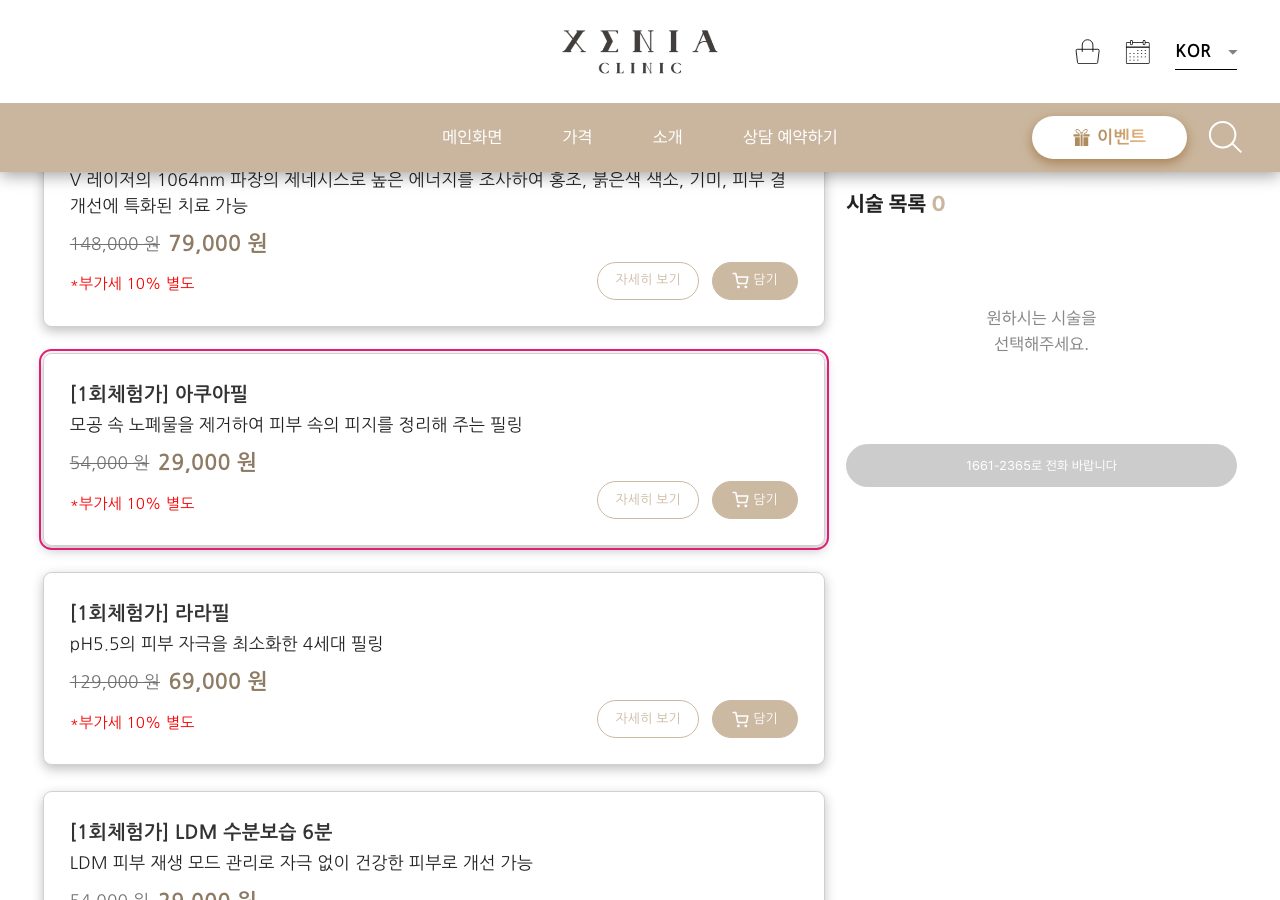 XENIA
CLINIC
KOR
메인화면
가격
소개
상담 예약하기
이벤트
V 레이저의 1064nm 파장의 제네시스로 높은 에너지를 조사하여 홍조, 붉은색 색소, 기미, 피부 결
개선에 특화된 치료 가능
148,000 원 79,000 원
*부가세 10% 별도
자세히 보기
담기
시술 목록 0
원하시는 시술을
선택해주세요.
1661-2365로 전화 바랍니다
[1회체험가] 아쿠아필
모공 속 노폐물을 제거하여 피부 속의 피지를 정리해 주는 필링
54,000 원 29,000 원
*부가세 10% 별도
자세히 보기
담기
[1회체험가] 라라필
pH5.5의 피부 자극을 최소화한 4세대 필링
129,000 원 69,000 원
*부가세 10% 별도
자세히 보기
담기
[1회체험가] LDM 수분보습 6분
LDM 피부 재생 모드 관리로 자극 없이 건강한 피부로 개선 가능
54,000 원 29,000 원